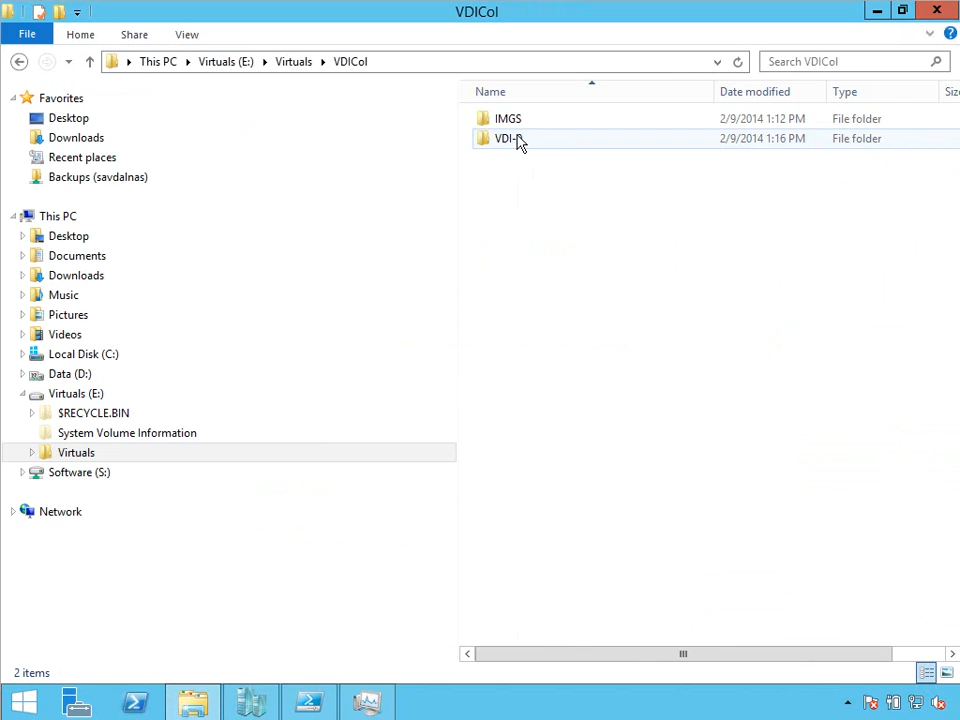 VDICol
File Home Share View
This PC Virtuals (E:) Virtuals VDICol
Search VDICol
Name Date modified Type Siz
IMGS 2/9/2014 1:12 PM File folder
2/9/2014 1:16 PM File folder
Favorites
Desktop
Downloads
Recent places
Backups (savdalnas)
This PC
Desktop
Documents
Downloads
Music
Pictures
Videos
Local Disk (C:)
Data (D:)
Virtuals (E:)
$RECYCLE.BIN
System Volume Information
Virtuals
Software (S:)
Network
2 items